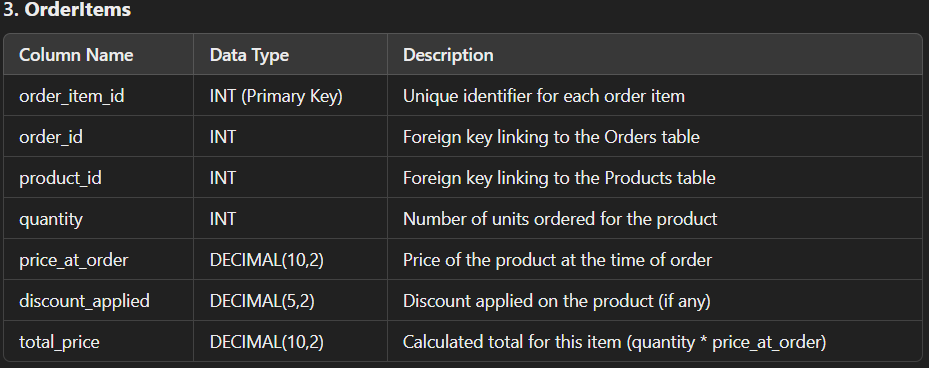 3. OrderItems
Column Name Data Type Description
order_item_id INT (Primary Key) Unique identifier for each order item
order_id INT Foreign key linking to the Orders table
product_id INT Foreign key linking to the Products table
quantity INT Number of units ordered for the product
price_at_order DECIMAL(10,2) Price of the product at the time of order
discount_applied DECIMAL(5,2) Discount applied on the product (if any)
total_price DECIMAL(10,2) Calculated total for this item (quantity * price_at_order)